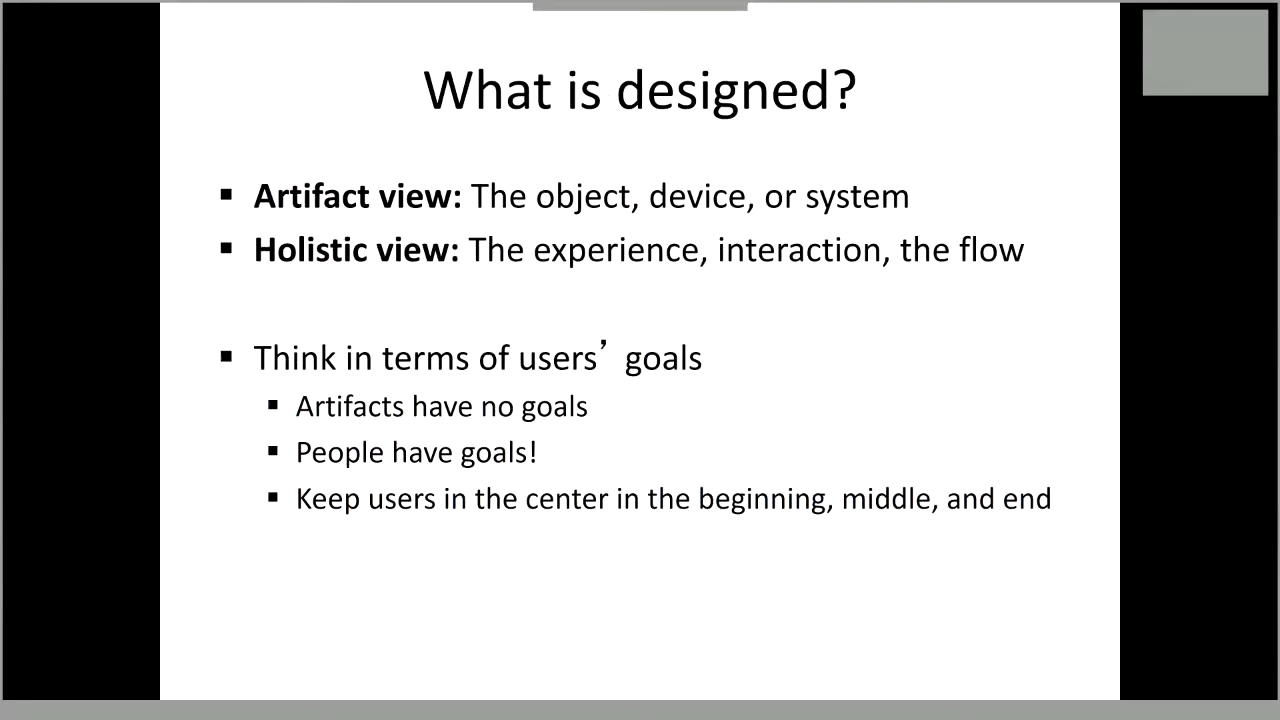 What is designed?
▪ Artifact view: The object, device, or system
▪ Holistic view: The experience, interaction, the flow
▪ Think in terms of users’ goals
▪ Artifacts have no goals
▪ People have goals!
▪ Keep users in the center in the beginning, middle, and end